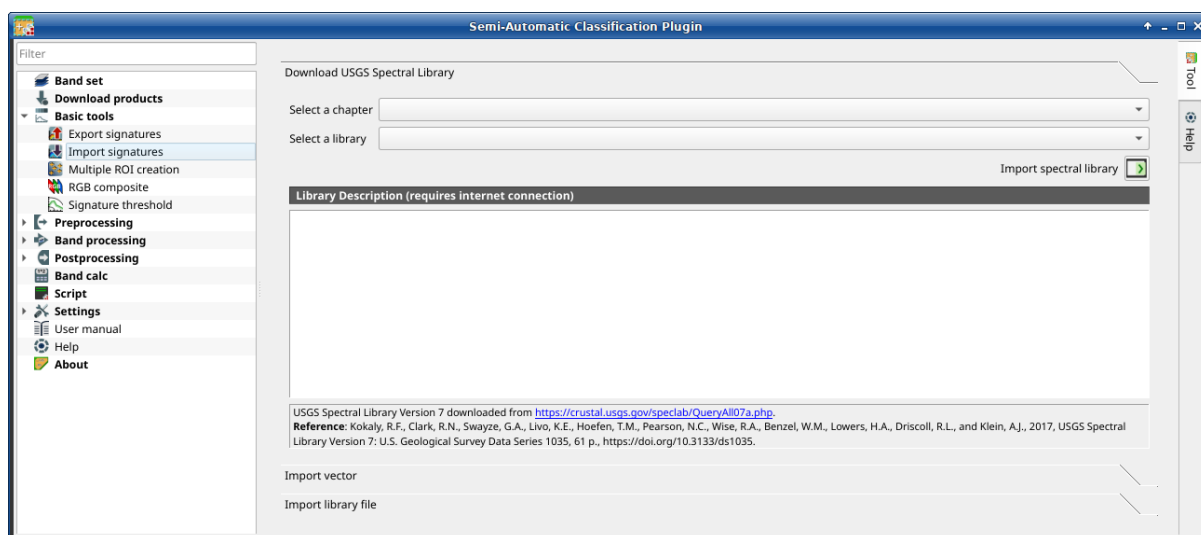 Semi-Automatic Classification Plugin
Filter
Band set
Download products
Basic tools
Export signatures
Import signatures
Multiple ROI creation
RGB composite
Signature threshold
Preprocessing
Band processing
Postprocessing
Band calc
Script
Settings
User manual
Help
About
Download USGS Spectral Library
Select a chapter
Select a library
Import spectral library
Library Description (requires internet connection)
USGS Spectral Library Version 7 downloaded from https://crustal.usgs.gov/speclab/QueryAll07a.php.
Reference: Kokaly, R.F., Clark, R.N., Swayze, G.A., Livo, K.E., Hoefen, T.M., Pearson, N.C., Wise, R.A., Benzel, W.M., Lowers, H.A., Driscoll, R.L., and Klein, A.J., 2017, USGS Spectral
Library Version 7: U.S. Geological Survey Data Series 1035, 61 p., https://doi.org/10.3133/ds1035.
Import vector
Import library file
Tool
Help